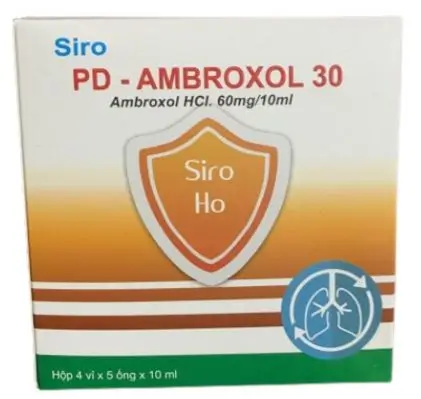 Siro
PD - AMBROXOL 30
Ambroxol HCl. 60mg/10ml
Siro
Ho
Hộp 4 vỉ x 5 ống x 10 ml